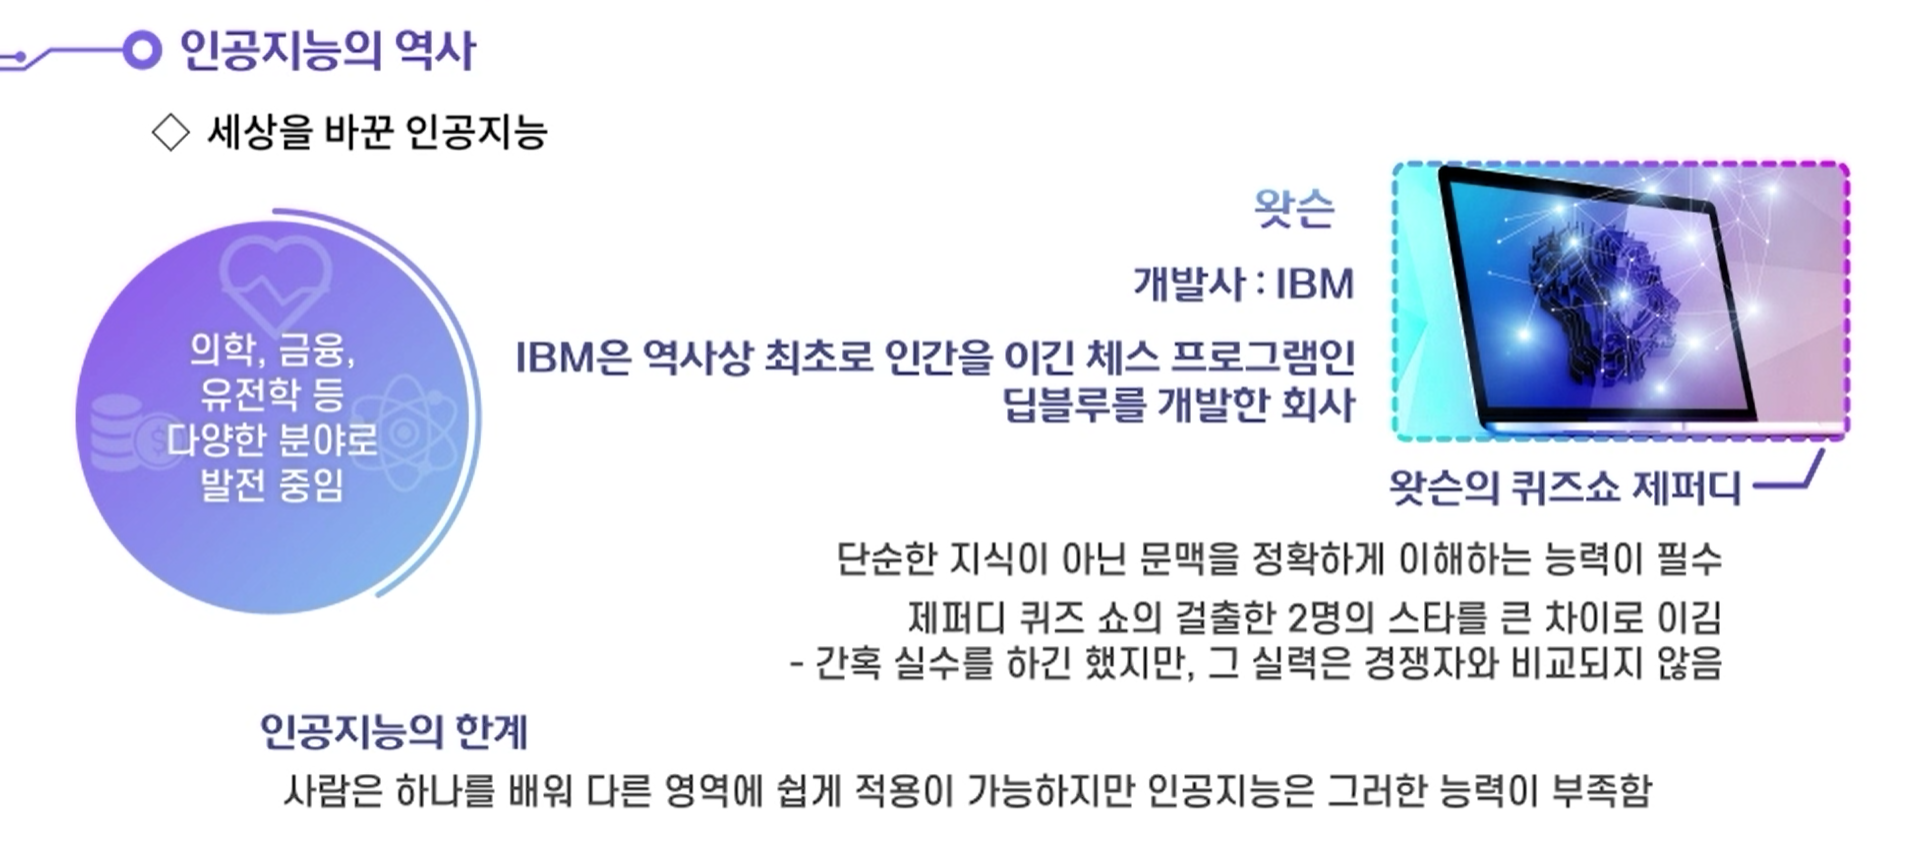 인공지능의 역사
◇ 세상을 바꾼 인공지능
의학, 금융,
유전학 등
다양한 분야로
발전 중임
왓슨
개발사 : IBM
IBM은 역사상 최초로 인간을 이긴 체스 프로그램인
딥블루를 개발한 회사
왓슨의 퀴즈쇼 제퍼디
단순한 지식이 아닌 문맥을 정확하게 이해하는 능력이 필수
제퍼디 퀴즈 쇼의 걸출한 2명의 스타를 큰 차이로 이김
- 간혹 실수를 하긴 했지만, 그 실력은 경쟁자와 비교되지 않음
인공지능의 한계
사람은 하나를 배워 다른 영역에 쉽게 적용이 가능하지만 인공지능은 그러한 능력이 부족함